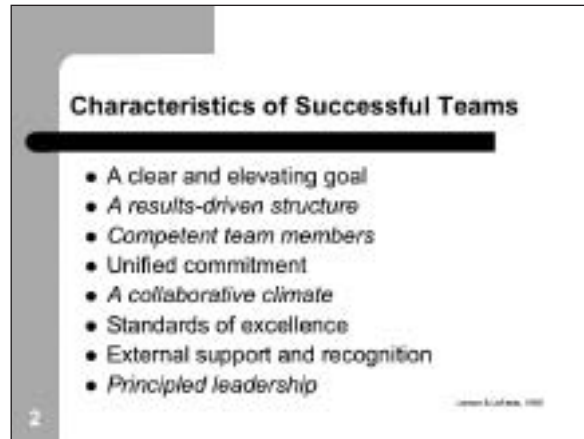 Characteristics of Successful Teams
● A clear and elevating goal
● A results-driven structure
● Competent team members
● Unified commitment
● A collaborative climate
● Standards of excellence
● External support and recognition
● Principled leadership
2